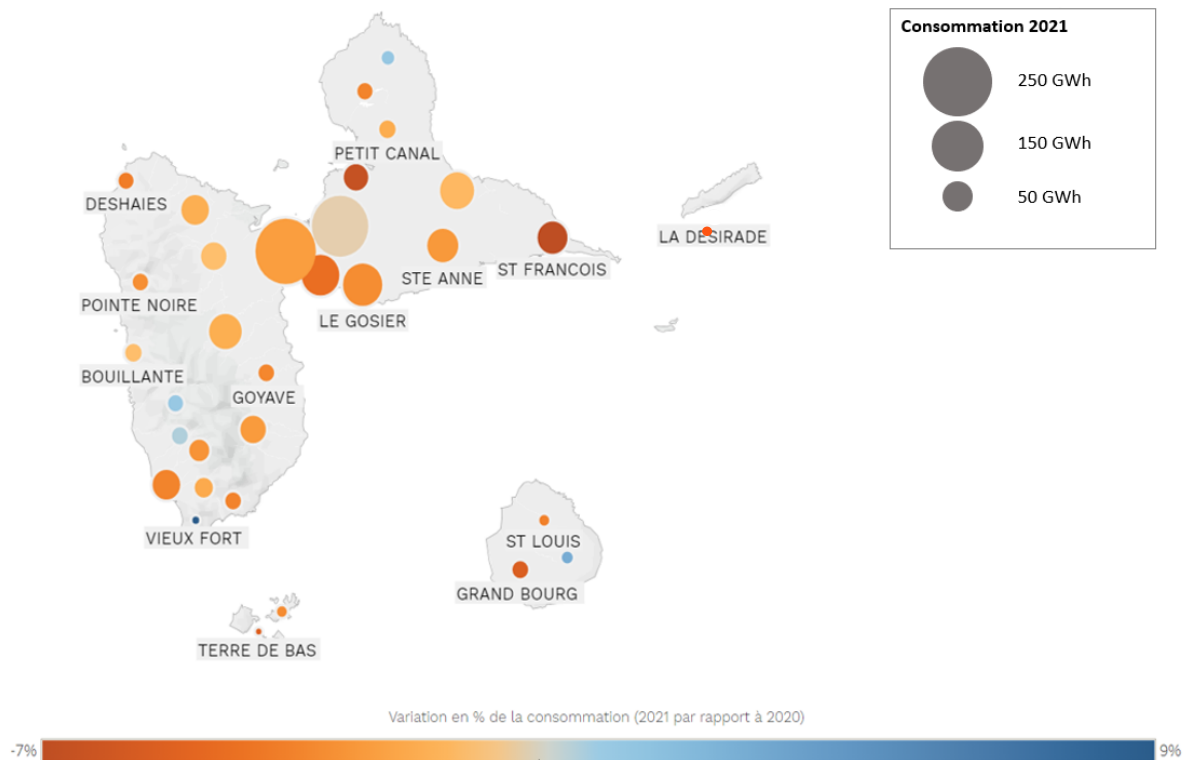 Consommation 2021
250 GWh
150 GWh
50 GWh
PETIT CANAL
DESHAIES
LA DESIRADE
ST FRANCOIS
STE ANNE
POINTE NOIRE
LE GOSIER
BOUILLANTE
GOYAVE
VIEUX FORT
ST LOUIS
GRAND BOURG
TERRE DE BAS
Variation en % de la consommation (2021 par rapport à 2020)
-7%
9%